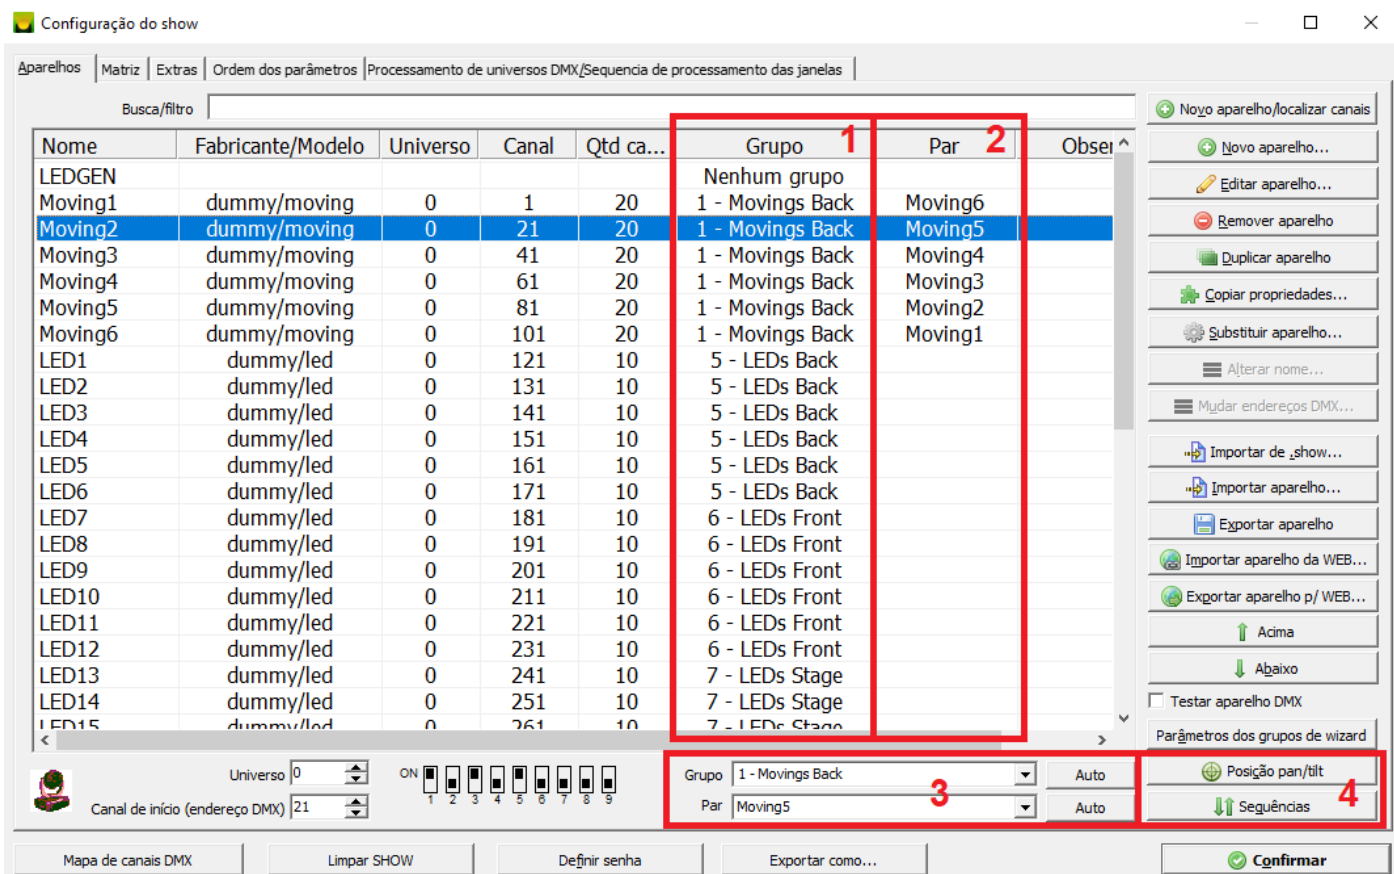 Configuração do show
Aparelhos Matriz Extras Ordem dos parâmetros Processamento de universos DMX/Sequencia de processamento das janelas
Busca/filtro
Nome Fabricante/Modelo Universo Canal Qtd ca... Grupo 1 Par 2 Obser
LEDGEN Nenhum grupo
Moving1 dummy/moving 0 1 20 1 - Movings Back Moving6
Moving2 dummy/moving 0 21 20 1 - Movings Back Moving5
Moving3 dummy/moving 0 41 20 1 - Movings Back Moving4
Moving4 dummy/moving 0 61 20 1 - Movings Back Moving3
Moving5 dummy/moving 0 81 20 1 - Movings Back Moving2
Moving6 dummy/moving 0 101 20 1 - Movings Back Moving1
LED1 dummy/led 0 121 10 5 - LEDs Back
LED2 dummy/led 0 131 10 5 - LEDs Back
LED3 dummy/led 0 141 10 5 - LEDs Back
LED4 dummy/led 0 151 10 5 - LEDs Back
LED5 dummy/led 0 161 10 5 - LEDs Back
LED6 dummy/led 0 171 10 5 - LEDs Back
LED7 dummy/led 0 181 10 6 - LEDs Front
LED8 dummy/led 0 191 10 6 - LEDs Front
LED9 dummy/led 0 201 10 6 - LEDs Front
LED10 dummy/led 0 211 10 6 - LEDs Front
LED11 dummy/led 0 221 10 6 - LEDs Front
LED12 dummy/led 0 231 10 6 - LEDs Front
LED13 dummy/led 0 241 10 7 - LEDs Stage
LED14 dummy/led 0 251 10 7 - LEDs Stage
LED15 dummy/led 0 261 10 7 - LEDs Stage
Novo aparelho/localizar canais
Novo aparelho...
Editar aparelho...
Remover aparelho
Duplicar aparelho
Copiar propriedades...
Substituir aparelho...
Alterar nome...
Mudar endereços DMX...
Importar de .show...
Importar aparelho...
Exportar aparelho
Importar aparelho da WEB...
Exportar aparelho p/ WEB...
Acima
Abaixo
Testar aparelho DMX
Parâmetros dos grupos de wizard
Universo 0
Canal de início (endereço DMX) 21
ON
1 2 3 4 5 6 7 8 9
Grupo 1 - Movings Back Auto
Par Moving5 Auto
3
Posição pan/tilt
Sequências
4
Mapa de canais DMX Limpar SHOW Definir senha Exportar como... Confirmar